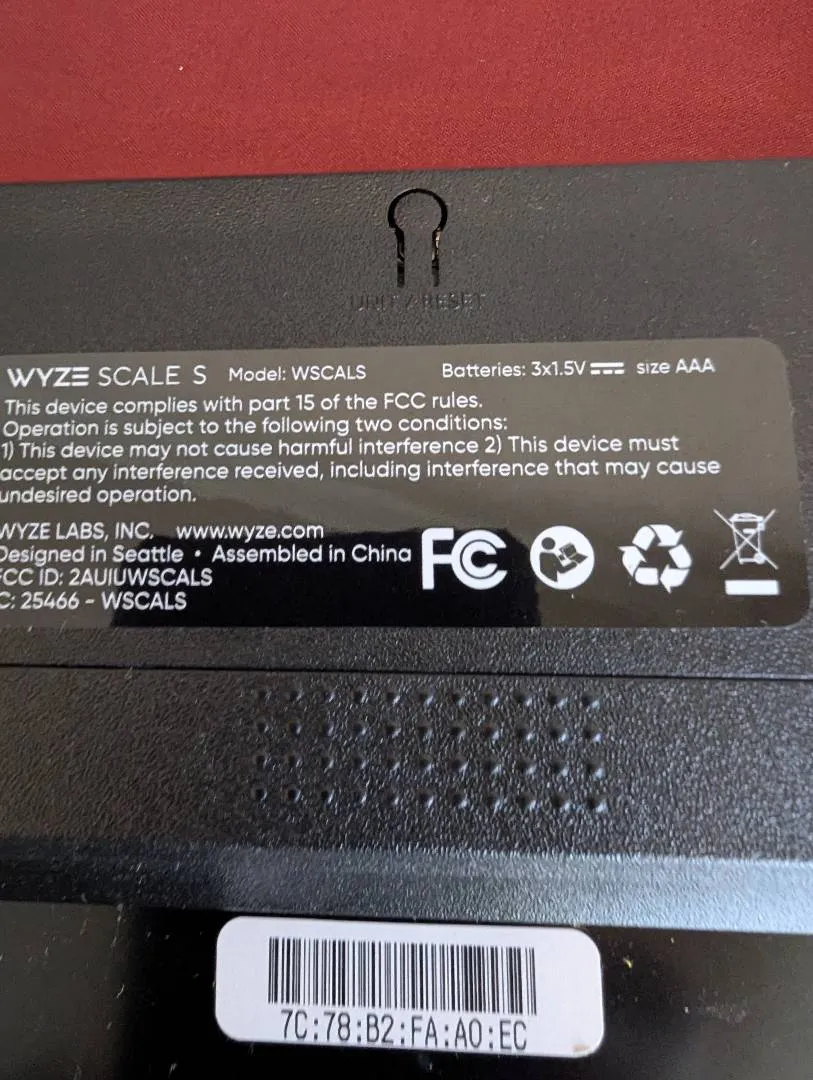 UNIT / RESET
WYZE SCALE S Model: WSCALS Batteries: 3x1.5V size AAA
This device complies with part 15 of the FCC rules.
Operation is subject to the following two conditions:
1) This device may not cause harmful interference 2) This device must
accept any interference received, including interference that may cause
undesired operation.
WYZE LABS, INC. www.wyze.com
Designed in Seattle • Assembled in China
FCC ID: 2AUIUWSCALS
C: 25466 - WSCALS
FC
7C:78:B2:FA:A0:EC